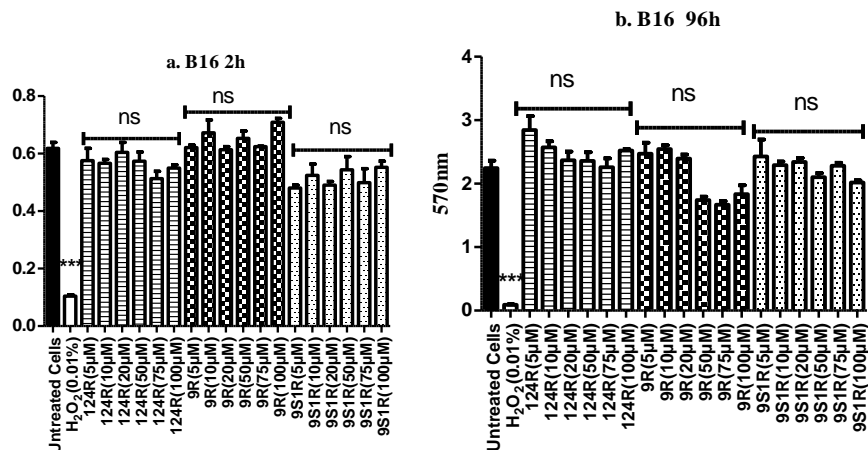 a. B16 2h
ns
ns
ns
0.8
0.6
0.4
0.2
0.0
***
Untreated Cells
H₂O₂(0.01%)
124R(5µM)
124R(10µM)
124R(20µM)
124R(50µM)
124R(75µM)
124R(100µM)
9R(5µM)
9R(10µM)
9R(20µM)
9R(50µM)
9R(75µM)
9R(100µM)
9S1R(5µM)
9S1R(10µM)
9S1R(20µM)
9S1R(50µM)
9S1R(75µM)
9S1R(100µM)
b. B16 96h
ns
ns
ns
570nm
4
3
2
1
0
***
Untreated Cells
H₂O₂(0.01%)
124R(5µM)
124R(10µM)
124R(20µM)
124R(50µM)
124R(75µM)
124R(100µM)
9R(5µM)
9R(10µM)
9R(20µM)
9R(50µM)
9R(75µM)
9R(100µM)
9S1R(5µM)
9S1R(10µM)
9S1R(20µM)
9S1R(50µM)
9S1R(75µM)
9S1R(100µM)